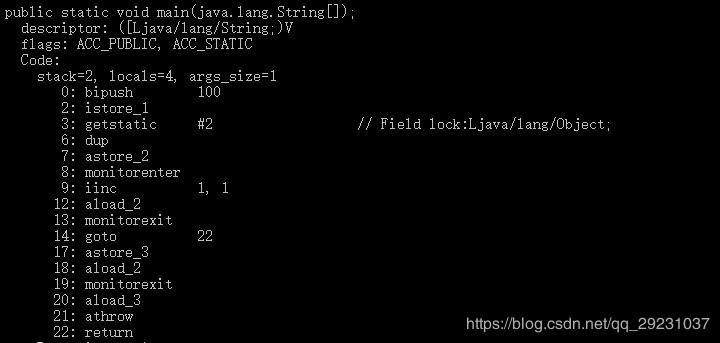 public static void main(java.lang.String[]);
descriptor: ([Ljava/lang/String;)V
flags: ACC_PUBLIC, ACC_STATIC
Code:
stack=2, locals=4, args_size=1
0: bipush 100
2: istore_1
3: getstatic #2 // Field lock:Ljava/lang/Object;
6: dup
7: astore_2
8: monitorenter
9: iinc 1, 1
12: aload_2
13: monitorexit
14: goto 22
17: astore_3
18: aload_2
19: monitorexit
20: aload_3
21: athrow
22: return
https://blog.csdn.net/qq_29231037